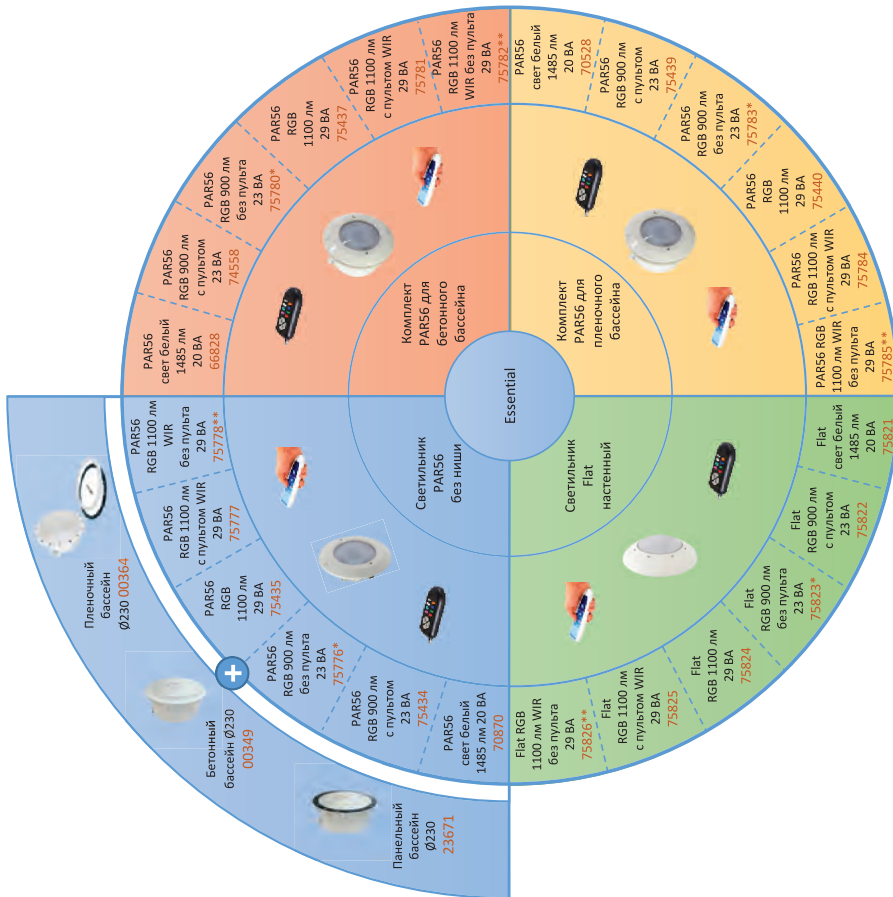 Essential
Комплект
PAR56 для
бетонного
бассейна
PAR56
свет белый
1485 лм
20 ВА
66828
PAR56
RGB 900 лм
с пультом
23 ВА
74558
PAR56
RGB 900 лм
без пульта
23 ВА
75780*
PAR56
RGB
1100 лм
29 ВА
75437
PAR56
RGB 1100 лм
с пультом WIR
29 ВА
75781
PAR56
RGB 1100 лм
WIR без пульта
29 ВА
75782**
Комплект
PAR56 для
пленочного
бассейна
PAR56
свет белый
1485 лм
20 ВА
70528
PAR56
RGB 900 лм
с пультом
23 ВА
75439
PAR56
RGB 900 лм
без пульта
23 ВА
75783*
PAR56
RGB
1100 лм
29 ВА
75440
PAR56
RGB 1100 лм
с пультом WIR
29 ВА
75784
PAR56 RGB
1100 лм WIR
без пульта
29 ВА
75785**
Светильник
Flat
настенный
Flat
свет белый
1485 лм
20 ВА
75821
Flat
RGB 900 лм
с пультом
23 ВА
75822
Flat
RGB 900 лм
без пульта
23 ВА
75823*
Flat
RGB 1100 лм
29 ВА
75824
Flat
RGB 1100 лм
с пультом WIR
29 ВА
75825
Flat RGB
1100 лм WIR
без пульта
29 ВА
75826**
Светильник
PAR56
без ниши
PAR56
свет белый
1485 лм 20 ВА
70870
PAR56
RGB 900 лм
с пультом
23 ВА
75434
PAR56
RGB 900 лм
без пульта
23 ВА
75776*
PAR56
RGB
1100 лм
29 ВА
75435
PAR56
RGB 1100 лм
с пультом WIR
29 ВА
75777
PAR56
RGB 1100 лм
WIR
без пульта
29 ВА
75778**
+
Панельный
бассейн
Ø230
23671
Бетонный
бассейн Ø230
00349
Пленочный
бассейн
Ø230 00364